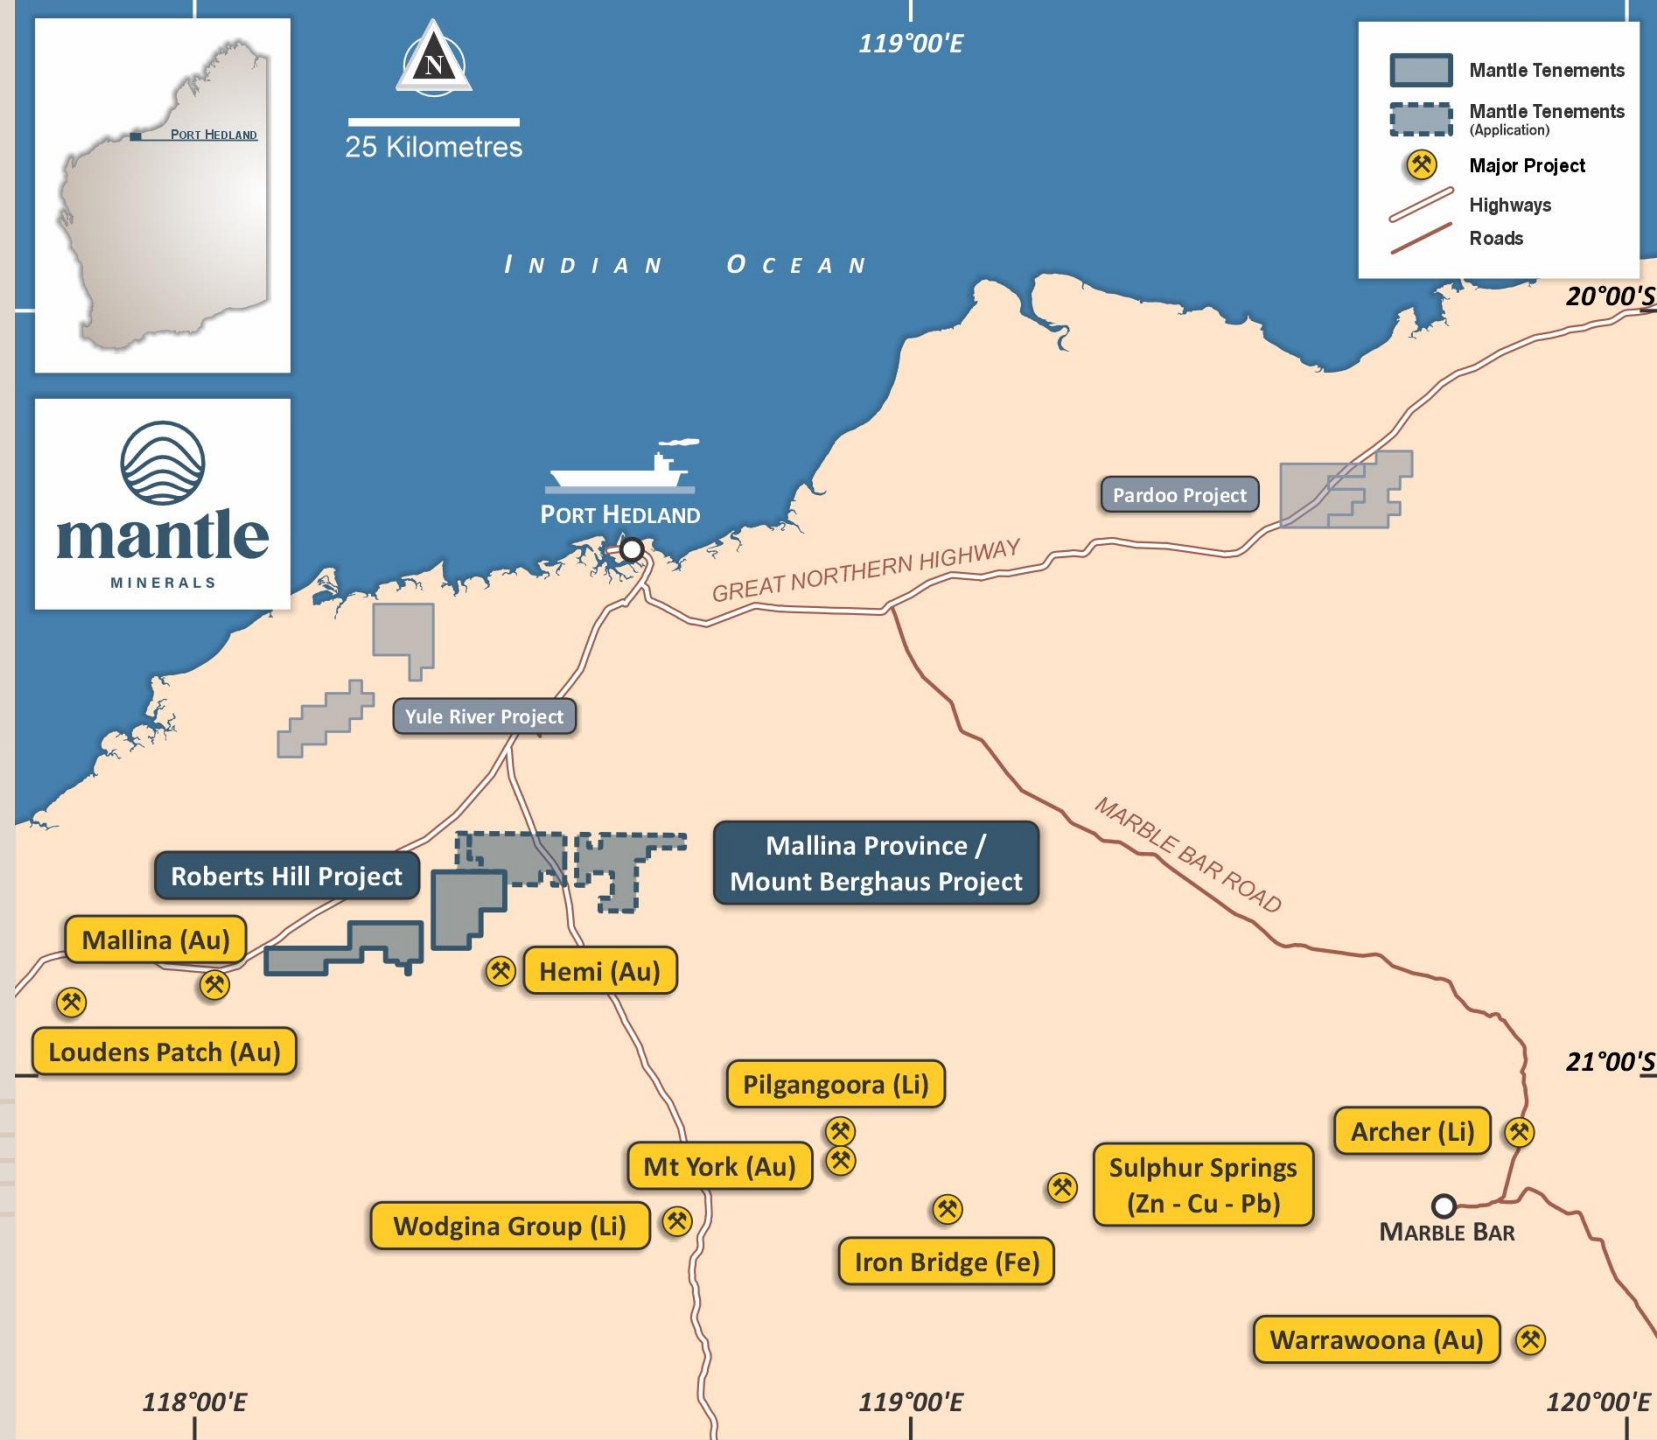 119°00'E
N
25 Kilometres
PORT HEDLAND
Mantle Tenements
Mantle Tenements
(Application)
Major Project
Highways
Roads
INDIAN OCEAN
20°00'S
mantle
MINERALS
PORT HEDLAND
Pardoo Project
GREAT NORTHERN HIGHWAY
Yule River Project
MARBLE BAR ROAD
Roberts Hill Project
Mallina Province /
Mount Berghaus Project
Mallina (Au)
Hemi (Au)
Loudens Patch (Au)
21°00'S
Pilgangoora (Li)
Archer (Li)
Mt York (Au)
Sulphur Springs
(Zn - Cu - Pb)
Wodgina Group (Li)
MARBLE BAR
Iron Bridge (Fe)
Warrawoona (Au)
118°00'E
119°00'E
120°00'E